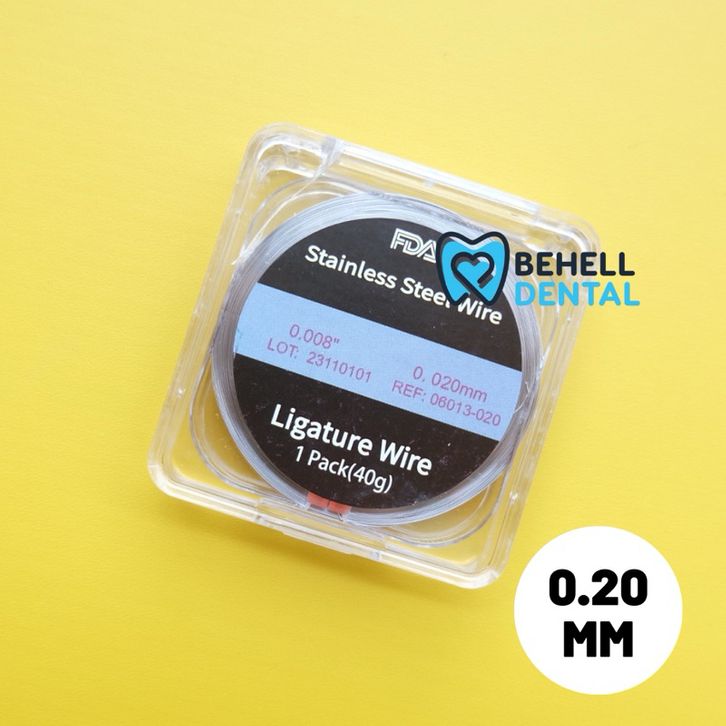 FDA
BEHELL
DENTAL
Stainless Steel Wire
0,008"
0. 020mm
LOT: 23110101
REF: 06013-020
Ligature Wire
1 Pack(40g)
0.20
MM